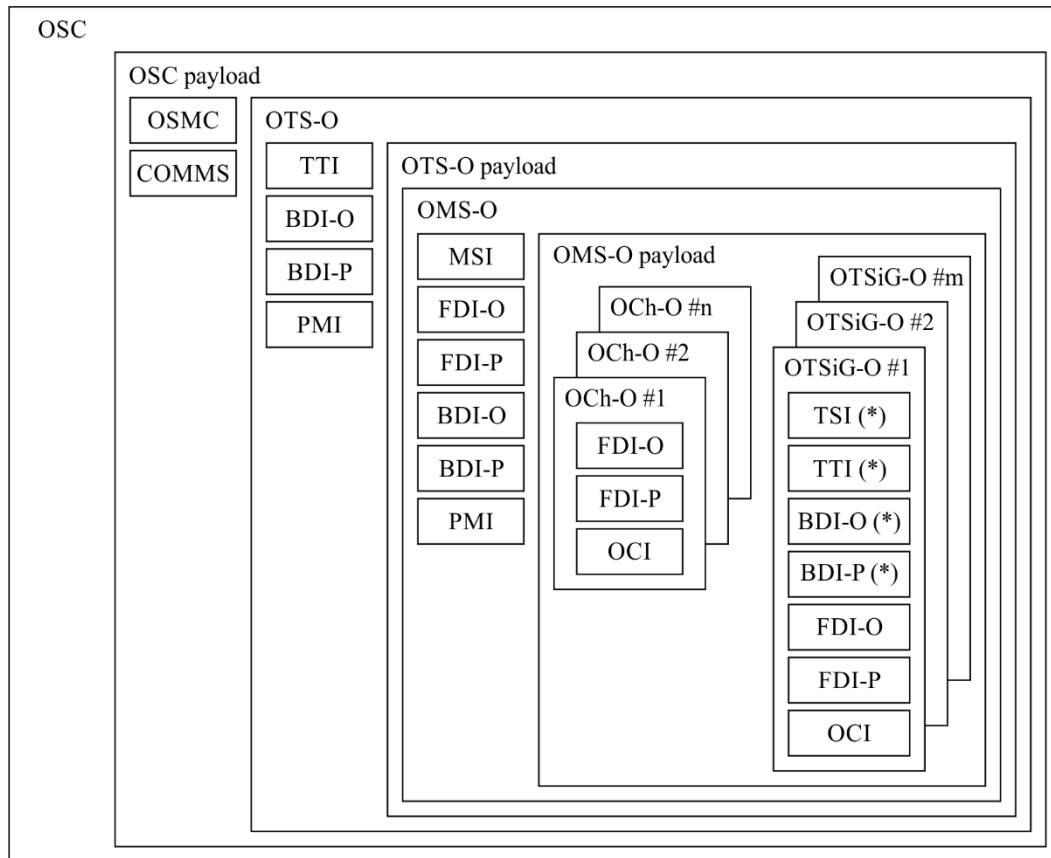 OSC
OSC payload
OSMC
COMMS
OTS-O
TTI
BDI-O
BDI-P
PMI
OTS-O payload
OMS-O
MSI
FDI-O
FDI-P
BDI-O
BDI-P
PMI
OMS-O payload
OCh-O #n
OCh-O #2
OCh-O #1
FDI-O
FDI-P
OCI
OTSiG-O #m
OTSiG-O #2
OTSiG-O #1
TSI (*)
TTI (*)
BDI-O (*)
BDI-P (*)
FDI-O
FDI-P
OCI